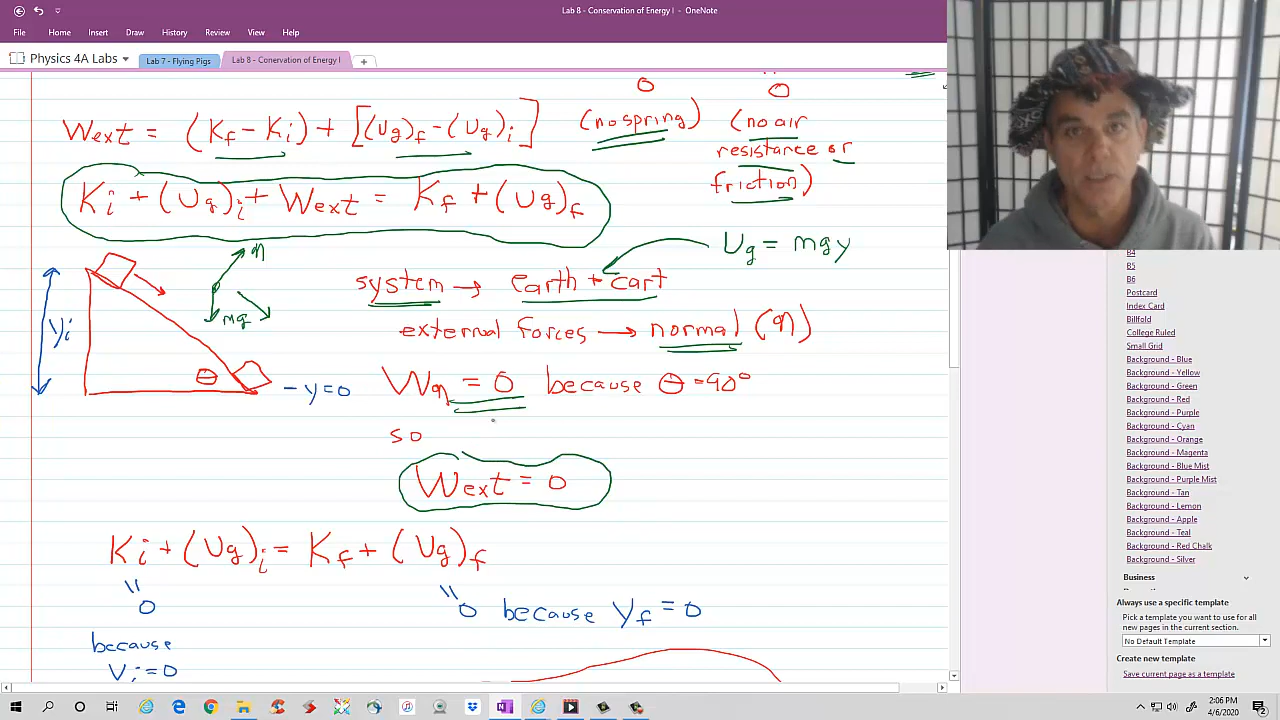 Lab 8 - Conservation of Energy I - OneNote
File Home Insert Draw History Review View Help
Physics 4A Labs Lab 7 - Flying Pigs Lab 8 - Conervation of Energy I
Wext = (Kf - Ki) + [(Ug)f - (Ug)i]
0
(no spring)
0
(no air
resistance or
friction)
Ki + (Ug)i + Wext = Kf + (Ug)f
Ug = mgy
η
mg
yi
θ
- y=0
system → earth + cart
external forces → normal (η)
Wη = 0 because θ = 90°
so
Wext = 0
Ki + (Ug)i = Kf + (Ug)f
0
because
Vi = 0
0 because yf = 0
B4
B5
B6
Postcard
Index Card
Billfold
College Ruled
Small Grid
Background - Blue
Background - Yellow
Background - Green
Background - Red
Background - Purple
Background - Cyan
Background - Orange
Background - Magenta
Background - Blue Mist
Background - Purple Mist
Background - Tan
Background - Lemon
Background - Apple
Background - Teal
Background - Red Chalk
Background - Silver
Business
Always use a specific template
Pick a template you want to use for
all new pages in the current section.
No Default Template
Create new template
Save current page as a template
2:06 PM
4/6/2020
2